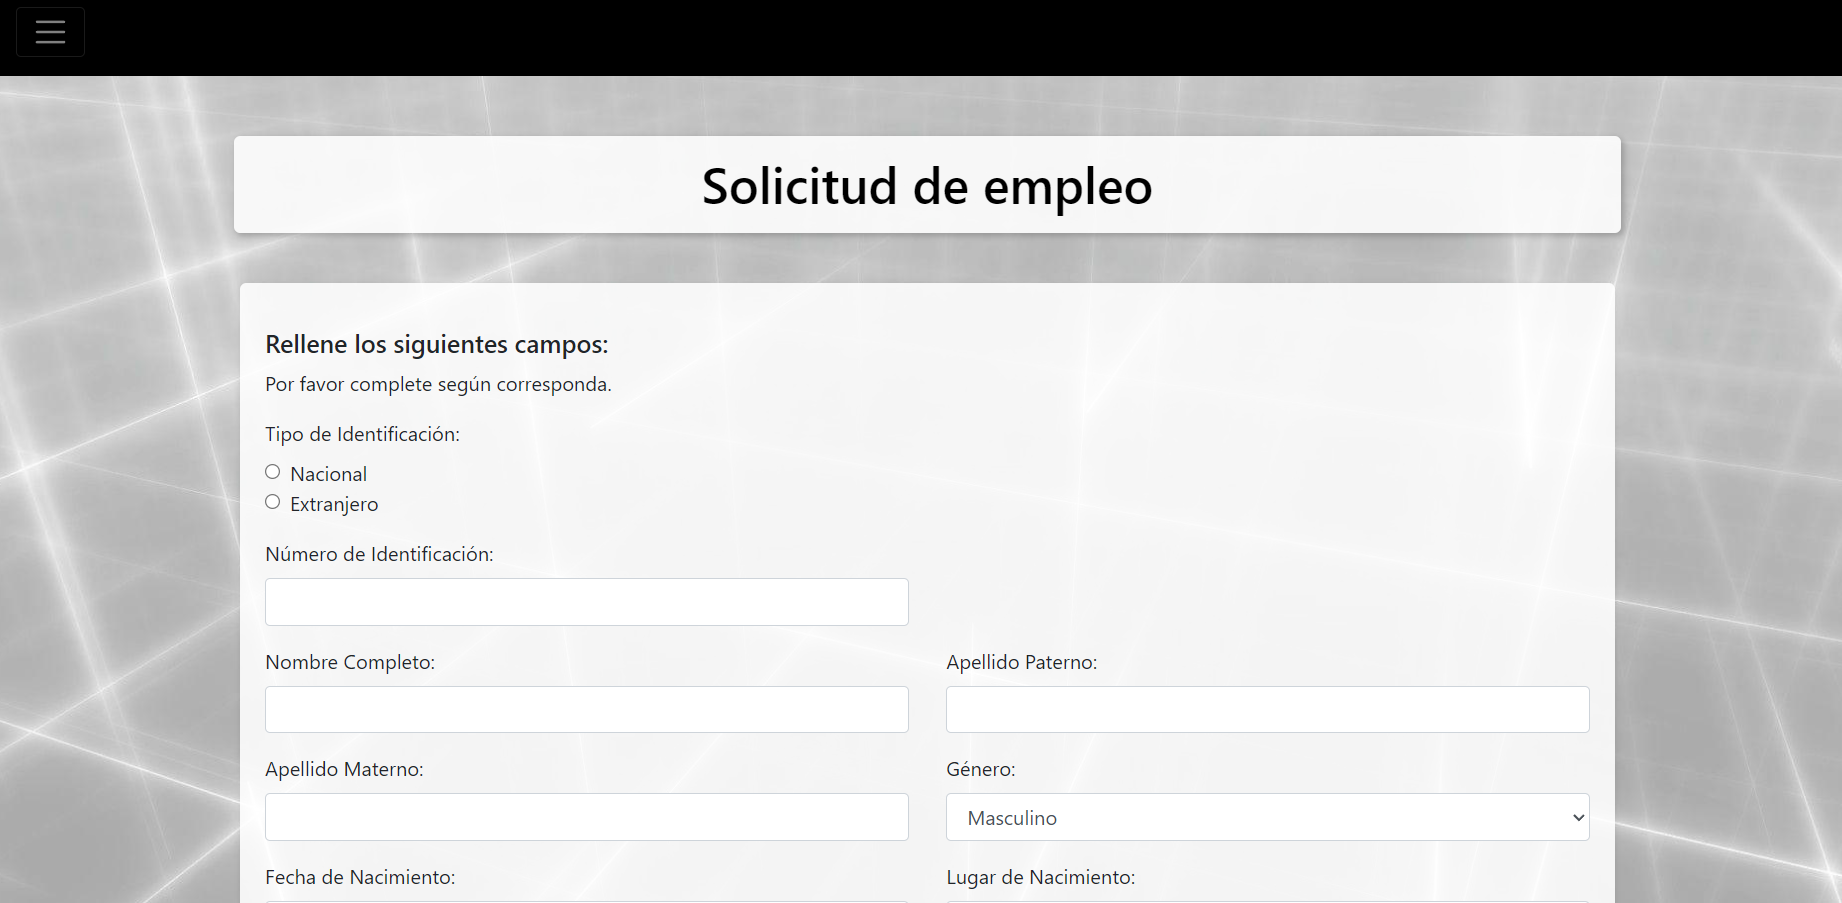 Solicitud de empleo
Rellene los siguientes campos:
Por favor complete según corresponda.
Tipo de Identificación:
Nacional
Extranjero
Número de Identificación:
Nombre Completo:
Apellido Paterno:
Apellido Materno:
Género:
Masculino
Fecha de Nacimiento:
Lugar de Nacimiento: